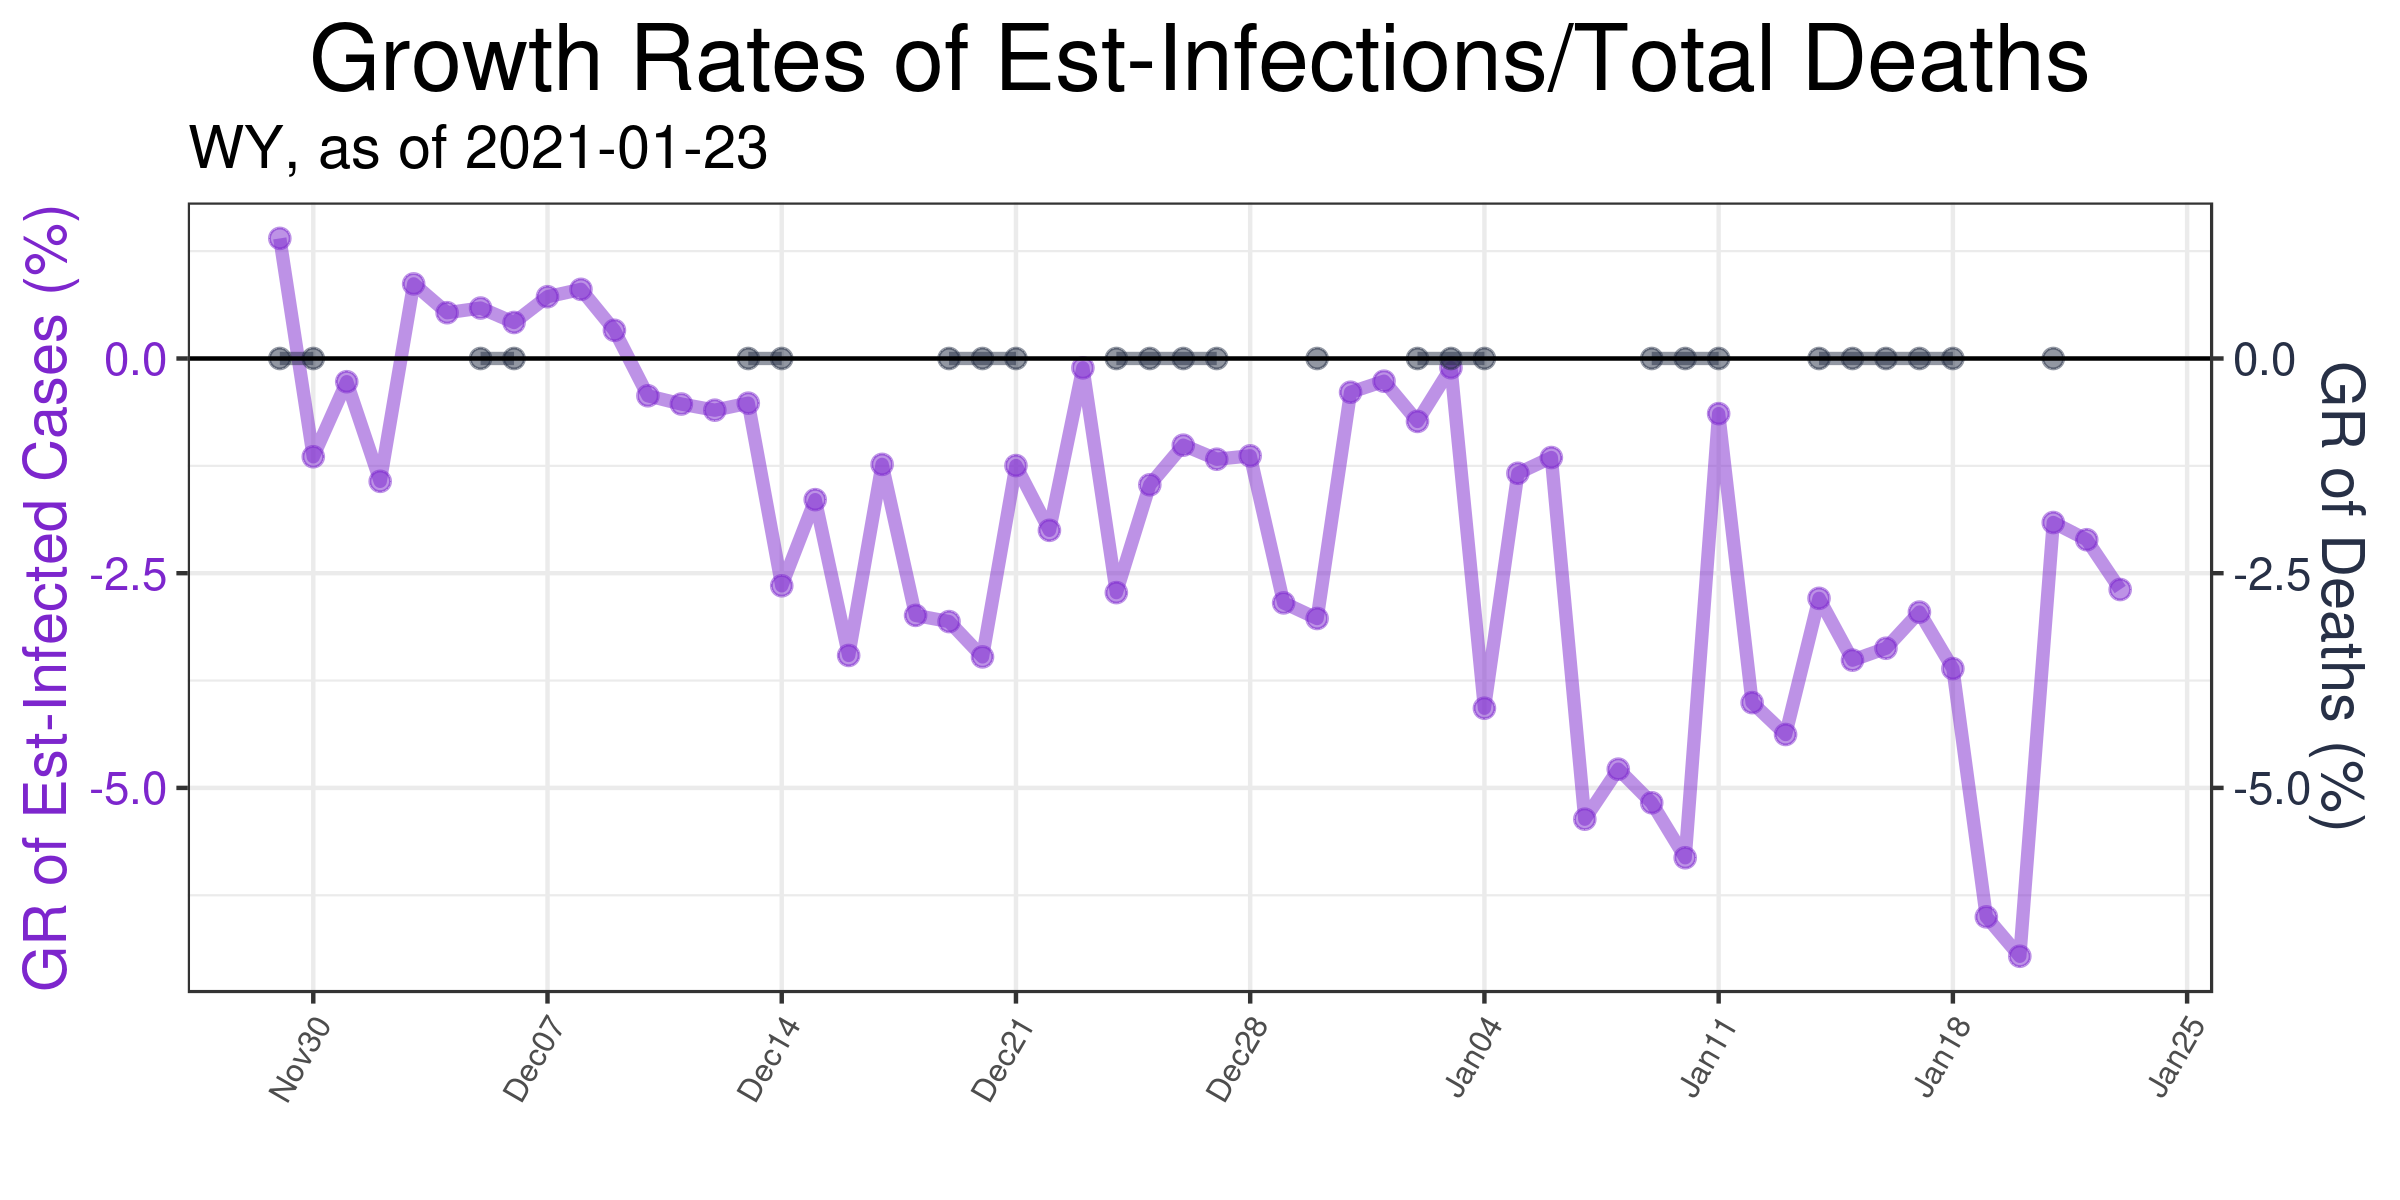 Growth Rates of Est-Infections/Total Deaths
WY, as of 2021-01-23
GR of Est-Infected Cases (%)
0.0
-2.5
-5.0
0.0
-2.5
-5.0
GR of Deaths (%)
Nov30
Dec07
Dec14
Dec21
Dec28
Jan04
Jan11
Jan18
Jan25